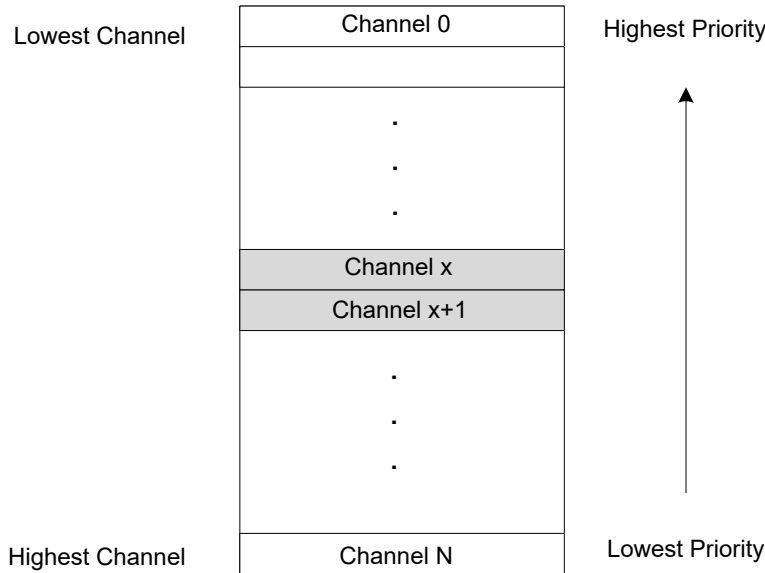 Lowest Channel
Channel 0
Highest Priority
.
.
.
Channel x
Channel x+1
.
.
.
Highest Channel
Channel N
Lowest Priority